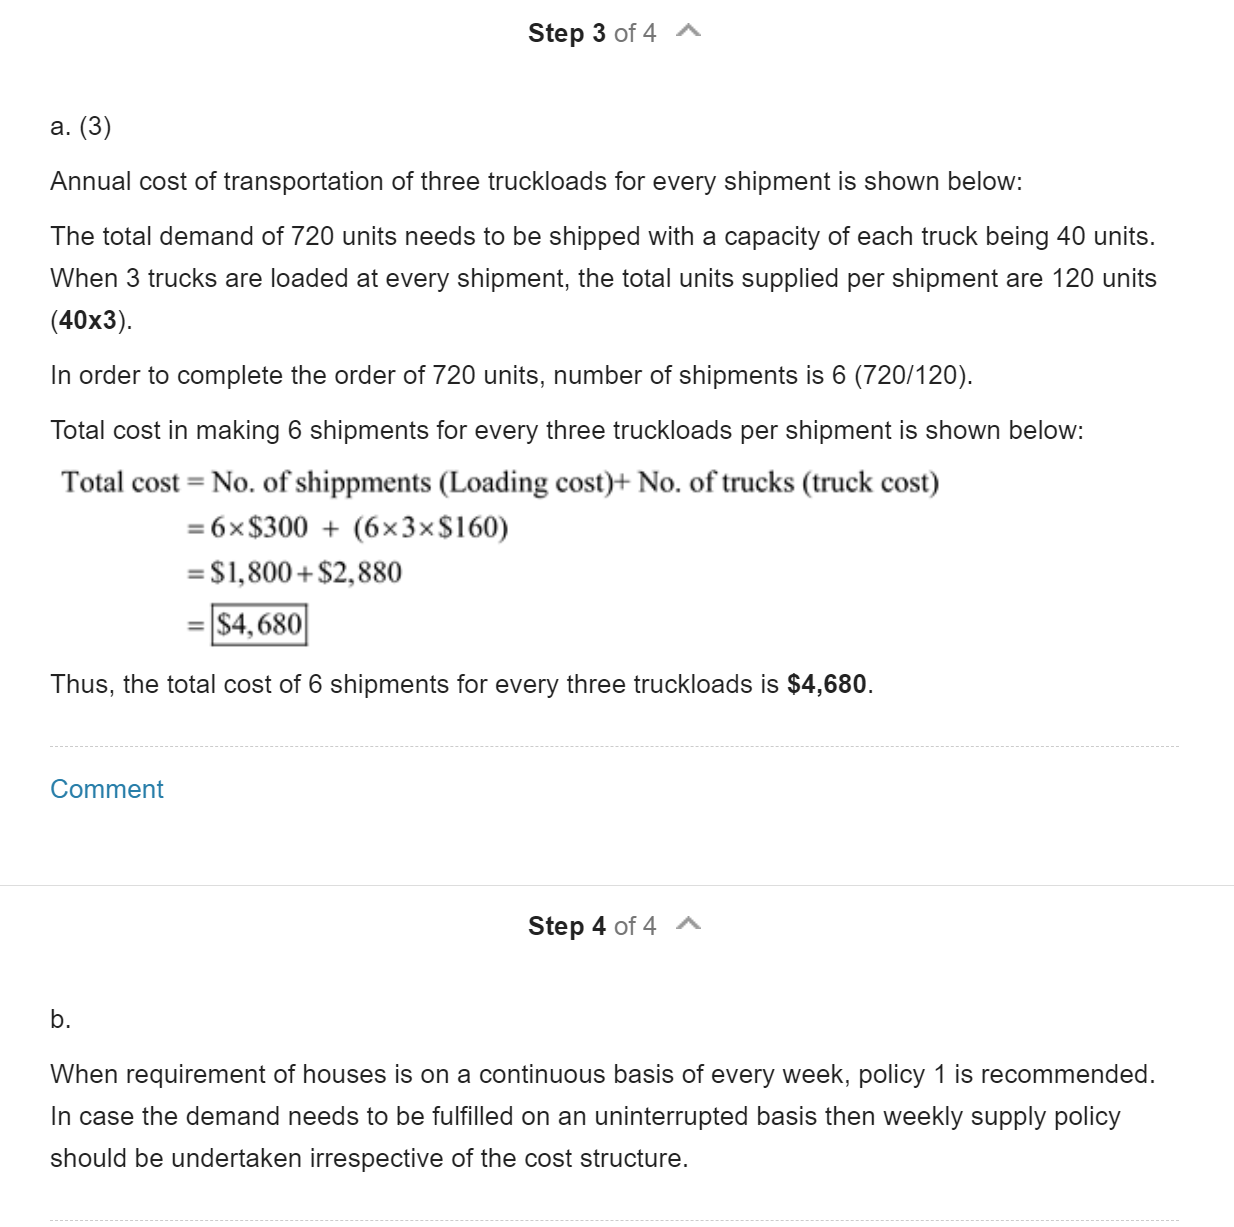 Step 3 of 4
a. (3)
Annual cost of transportation of three truckloads for every shipment is shown below:
The total demand of 720 units needs to be shipped with a capacity of each truck being 40 units.
When 3 trucks are loaded at every shipment, the total units supplied per shipment are 120 units
(40x3).
In order to complete the order of 720 units, number of shipments is 6 (720/120).
Total cost in making 6 shipments for every three truckloads per shipment is shown below:
Total cost = No. of shippments (Loading cost)+ No. of trucks (truck cost)
= 6×$300 + (6×3×$160)
= $1,800+$2,880
= $4,680
Thus, the total cost of 6 shipments for every three truckloads is $4,680.
Comment
Step 4 of 4
b.
When requirement of houses is on a continuous basis of every week, policy 1 is recommended.
In case the demand needs to be fulfilled on an uninterrupted basis then weekly supply policy
should be undertaken irrespective of the cost structure.